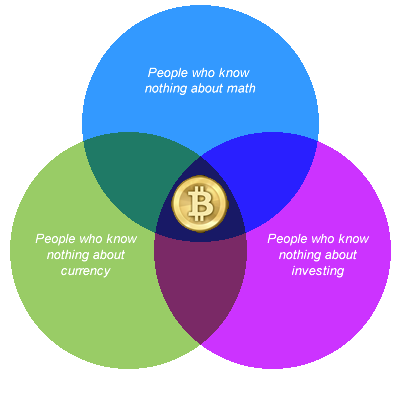 People who know
nothing about math
People who know
nothing about
currency
People who know
nothing about
investing